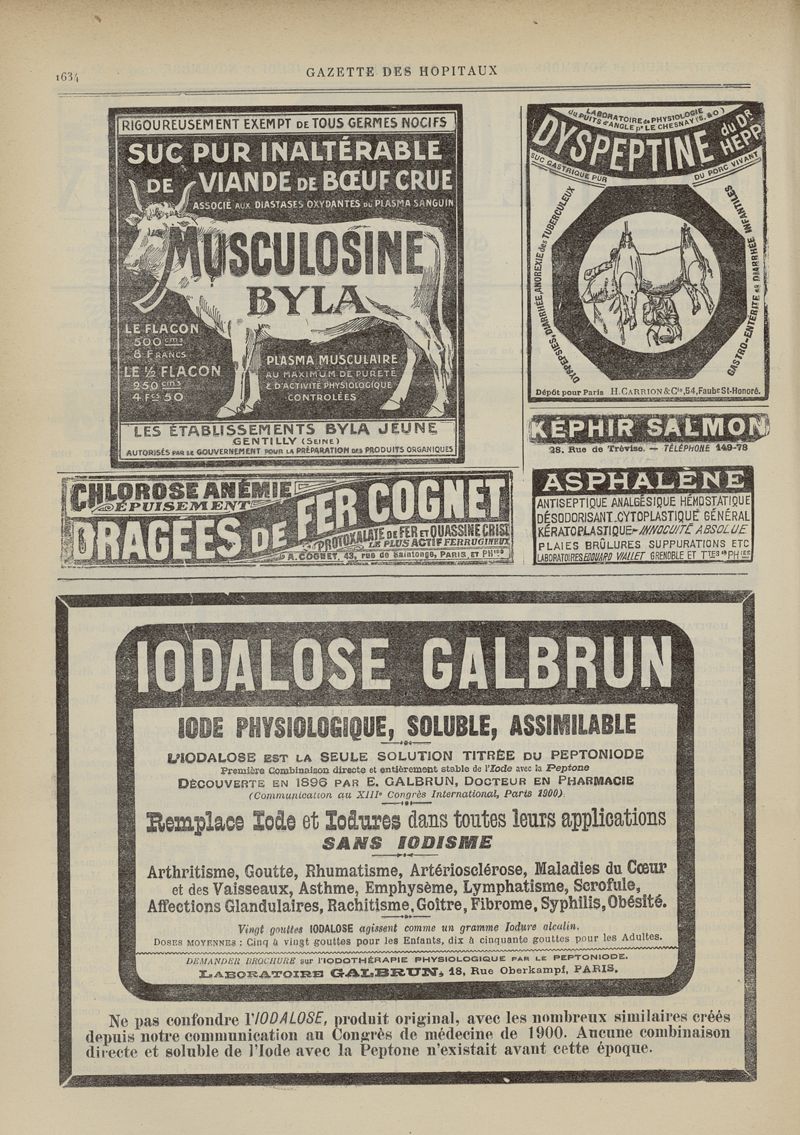 1634
GAZETTE DES HOPITAUX
RIGOUREUSEMENT EXEMPT DE TOUS GERMES NOCIFS
SUC PUR INALTÉRABLE
DE VIANDE DE BŒUF CRUE
ASSOCIÉ AUX DIASTASES OXYDANTES DU PLASMA SANGUIN
MUSCULOSINE
BYLA
LE FLACON
500 cm3
8 FRANCS
LE ½ FLACON
250 cm3
4 Fcs 50
PLASMA MUSCULAIRE
AU MAXIMUM DE PURETÉ
& D'ACTIVITÉ PHYSIOLOGIQUE
CONTROLÉES
LES ÉTABLISSEMENTS BYLA JEUNE
GENTILLY (SEINE)
AUTORISÉS PAR LE GOUVERNEMENT POUR LA PRÉPARATION DES PRODUITS ORGANIQUES
LABORATOIRE de PHYSIOLOGIE
du PUITS d'ANGLE pr LE CHESNAY (S.&O)
DYSPEPTINE du DR HEPP
SUC GASTRIQUE PUR DU PORC VIVANT
DYSPEPSIES-DIARRHÉE, ANOREXIE des TUBERCULEUX
GASTRO-ENTÉRITE et DIARRHÉE INFANTILES
Dépôt pour Paris H. CARRION & Cie, 54, Faubg St-Honoré.
KÉPHIR SALMON
28, Rue de Trévise. — TÉLÉPHONE 149-78
CHLOROSE ANÉMIE
ÉPUISEMENT
DRAGÉES DE FER COGNET
PROTOXALATE DE FER ET QUASSINE CRIST
LE PLUS ACTIF FERRUGINEUX
A. COGNET, 43, rue de Saintonge, PARIS, ET PHies
ASPHALÈNE
ANTISEPTIQUE ANALGÉSIQUE HÉMOSTATIQUE
DÉSODORISANT. CYTOPLASTIQUE GÉNÉRAL
KÉRATOPLASTIQUE-INNOCUITÉ ABSOLUE
PLAIES BRÛLURES SUPPURATIONS ETC
LABORATOIRES EDOUARD VIALLET GRENOBLE ET TTES PHIES
IODALOSE GALBRUN
IODE PHYSIOLOGIQUE, SOLUBLE, ASSIMILABLE
L'IODALOSE EST LA SEULE SOLUTION TITRÉE DU PEPTONIODE
Première Combinaison directe et entièrement stable de l'Iode avec la Peptone
DÉCOUVERTE EN 1896 PAR E. GALBRUN, DOCTEUR EN PHARMACIE
(Communication au XIIIe Congrès International, Paris 1900).
Remplace Iode et Iodures dans toutes leurs applications
SANS IODISME
Arthritisme, Goutte, Rhumatisme, Artériosclérose, Maladies du Cœur
et des Vaisseaux, Asthme, Emphysème, Lymphatisme, Scrofule,
Affections Glandulaires, Rachitisme, Goître, Fibrome, Syphilis, Obésité.
Vingt gouttes IODALOSE agissent comme un gramme Iodure alcalin.
DOSES MOYENNES : Cinq à vingt gouttes pour les Enfants, dix à cinquante gouttes pour les Adultes.
DEMANDER BROCHURE sur l'IODOTHÉRAPIE PHYSIOLOGIQUE PAR LE PEPTONIODE.
LABORATOIRE GALBRUN, 18, Rue Oberkampf, PARIS.
Ne pas confondre l'IODALOSE, produit original, avec les nombreux similaires créés
depuis notre communication au Congrès de médecine de 1900. Aucune combinaison
directe et soluble de l'Iode avec la Peptone n'existait avant cette époque.